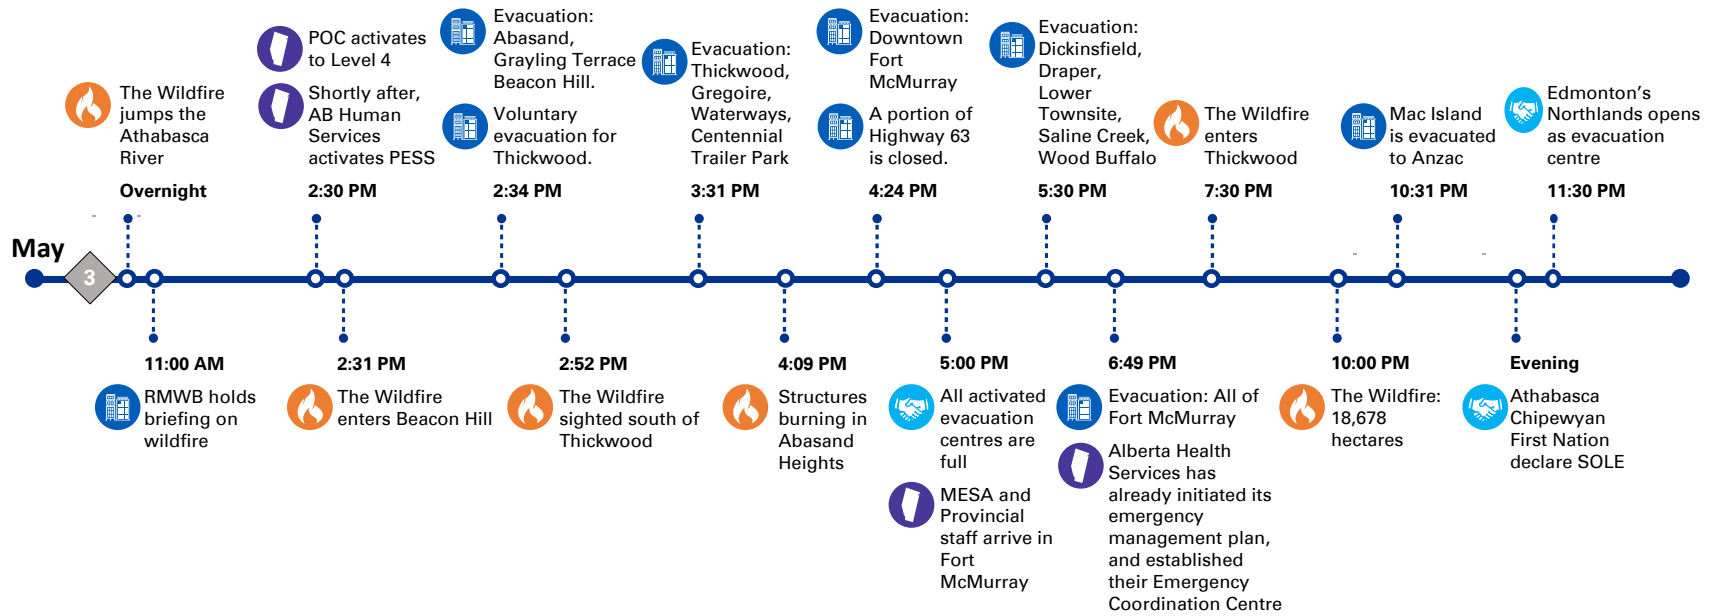 The Wildfire
jumps the
Athabasca
River
Overnight
POC activates
to Level 4
Shortly after,
AB Human
Services
activates PESS
2:30 PM
Evacuation:
Abasand,
Grayling Terrace
Beacon Hill.
Voluntary
evacuation for
Thickwood.
2:34 PM
Evacuation:
Thickwood,
Gregoire,
Waterways,
Centennial
Trailer Park
3:31 PM
Evacuation:
Downtown
Fort
McMurray
A portion of
Highway 63
is closed.
4:24 PM
Evacuation:
Dickinsfield,
Draper,
Lower
Townsite,
Saline Creek,
Wood Buffalo
5:30 PM
The Wildfire
enters
Thickwood
7:30 PM
Mac Island
is evacuated
to Anzac
10:31 PM
Edmonton's
Northlands opens
as evacuation
centre
11:30 PM
May
3
11:00 AM
RMWB holds
briefing on
wildfire
2:31 PM
The Wildfire
enters Beacon Hill
2:52 PM
The Wildfire
sighted south of
Thickwood
4:09 PM
Structures
burning in
Abasand
Heights
5:00 PM
All activated
evacuation
centres are
full
MESA and
Provincial
staff arrive in
Fort
McMurray
6:49 PM
Evacuation: All of
Fort McMurray
Alberta Health
Services has
already initiated its
emergency
management plan,
and established
their Emergency
Coordination Centre
10:00 PM
The Wildfire:
18,678
hectares
Evening
Athabasca
Chipewyan
First Nation
declare SOLE